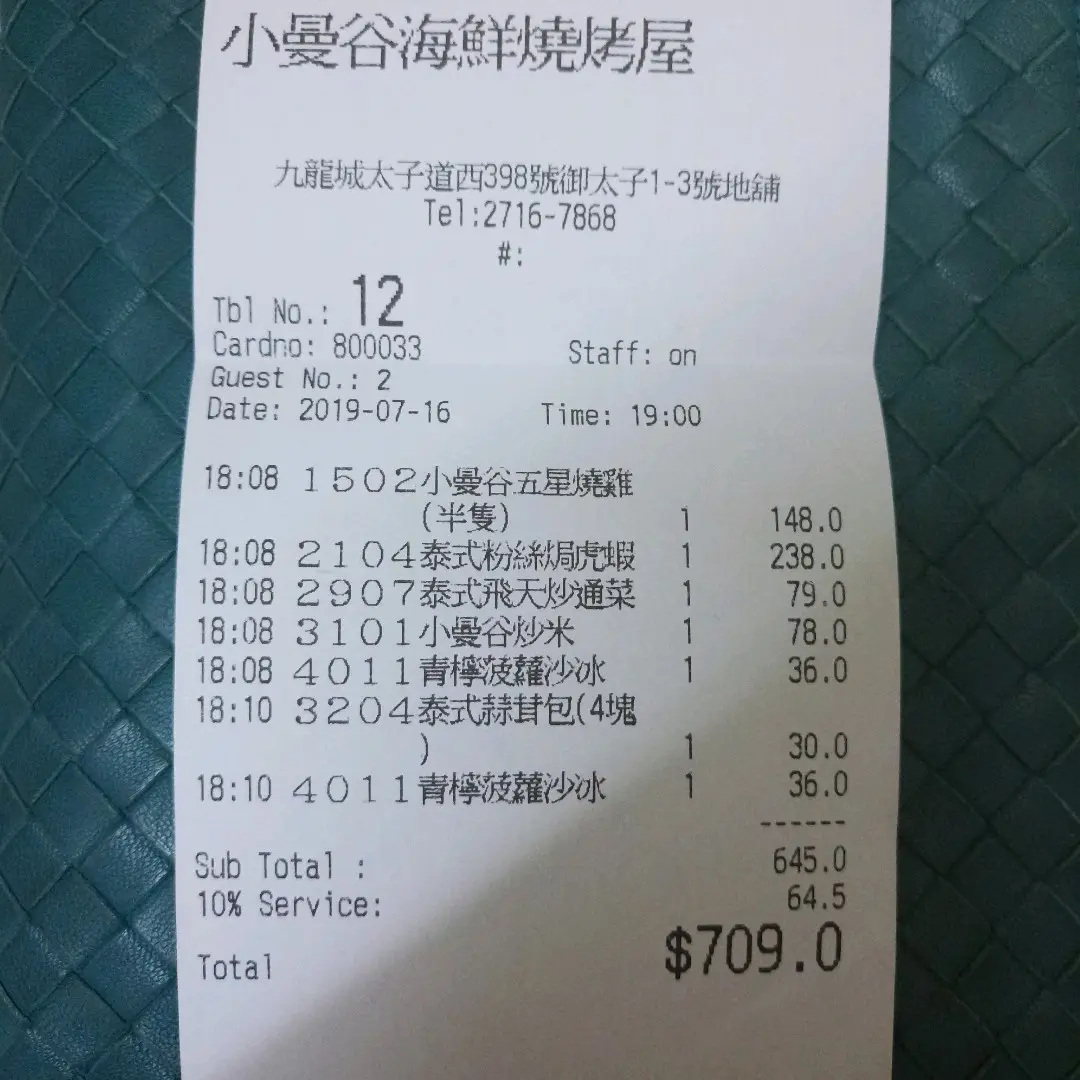 小曼谷海鮮燒烤屋
九龍城太子道西398號御太子1-3號地舖
Tel:2716-7868
#:
Tbl No.: 12
Cardno: 800033 Staff: on
Guest No.: 2
Date: 2019-07-16 Time: 19:00
18:08 1502小曼谷五星燒雞
(半隻) 1 148.0
18:08 2104泰式粉絲焗虎蝦 1 238.0
18:08 2907泰式飛天炒通菜 1 79.0
18:08 3101小曼谷炒米 1 78.0
18:08 4011青檸菠蘿沙冰 1 36.0
18:10 3204泰式蒜茸包(4塊
) 1 30.0
18:10 4011青檸菠蘿沙冰 1 36.0
------
Sub Total : 645.0
10% Service: 64.5
Total $709.0